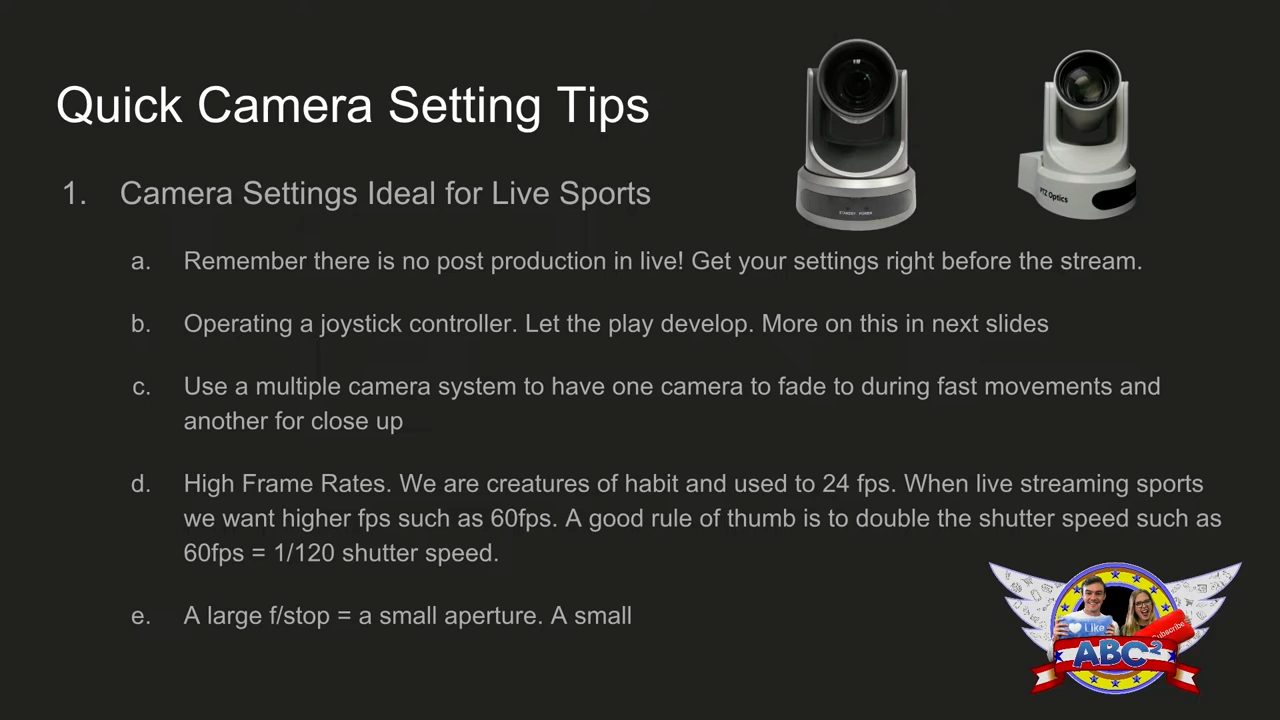 Quick Camera Setting Tips
1. Camera Settings Ideal for Live Sports
a. Remember there is no post production in live! Get your settings right before the stream.
b. Operating a joystick controller. Let the play develop. More on this in next slides
c. Use a multiple camera system to have one camera to fade to during fast movements and
another for close up
d. High Frame Rates. We are creatures of habit and used to 24 fps. When live streaming sports
we want higher fps such as 60fps. A good rule of thumb is to double the shutter speed such as
60fps = 1/120 shutter speed.
e. A large f/stop = a small aperture. A small
STANDBY POWER
PTZ Optics
Like
Subscribe
ABC²